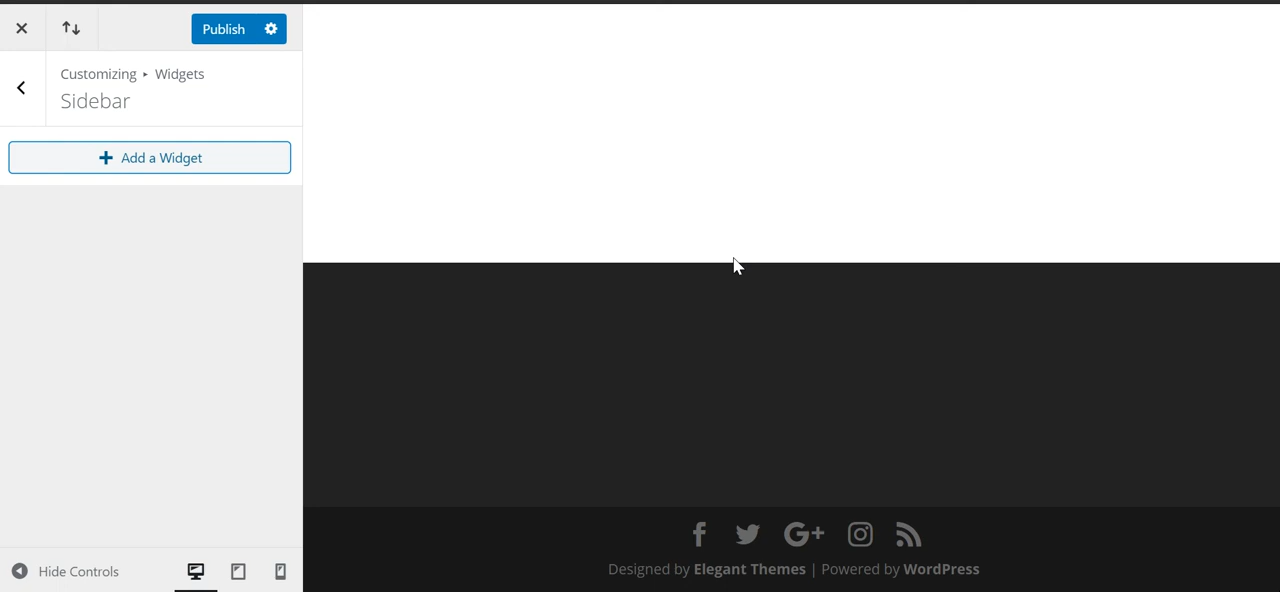 Publish
Customizing ▸ Widgets
Sidebar
Add a Widget
Hide Controls
Designed by Elegant Themes | Powered by WordPress